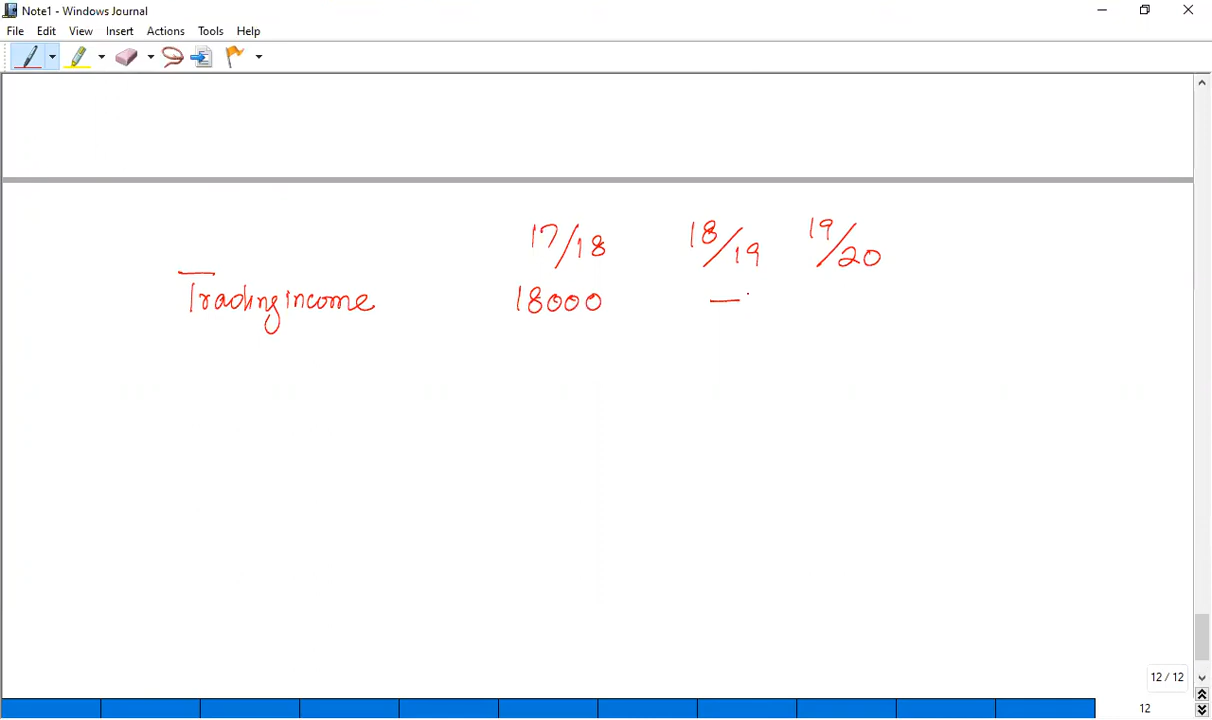 Note1 - Windows Journal
File Edit View Insert Actions Tools Help
17/18 18/19 19/20
Trading income 18000 —
12 / 12
12